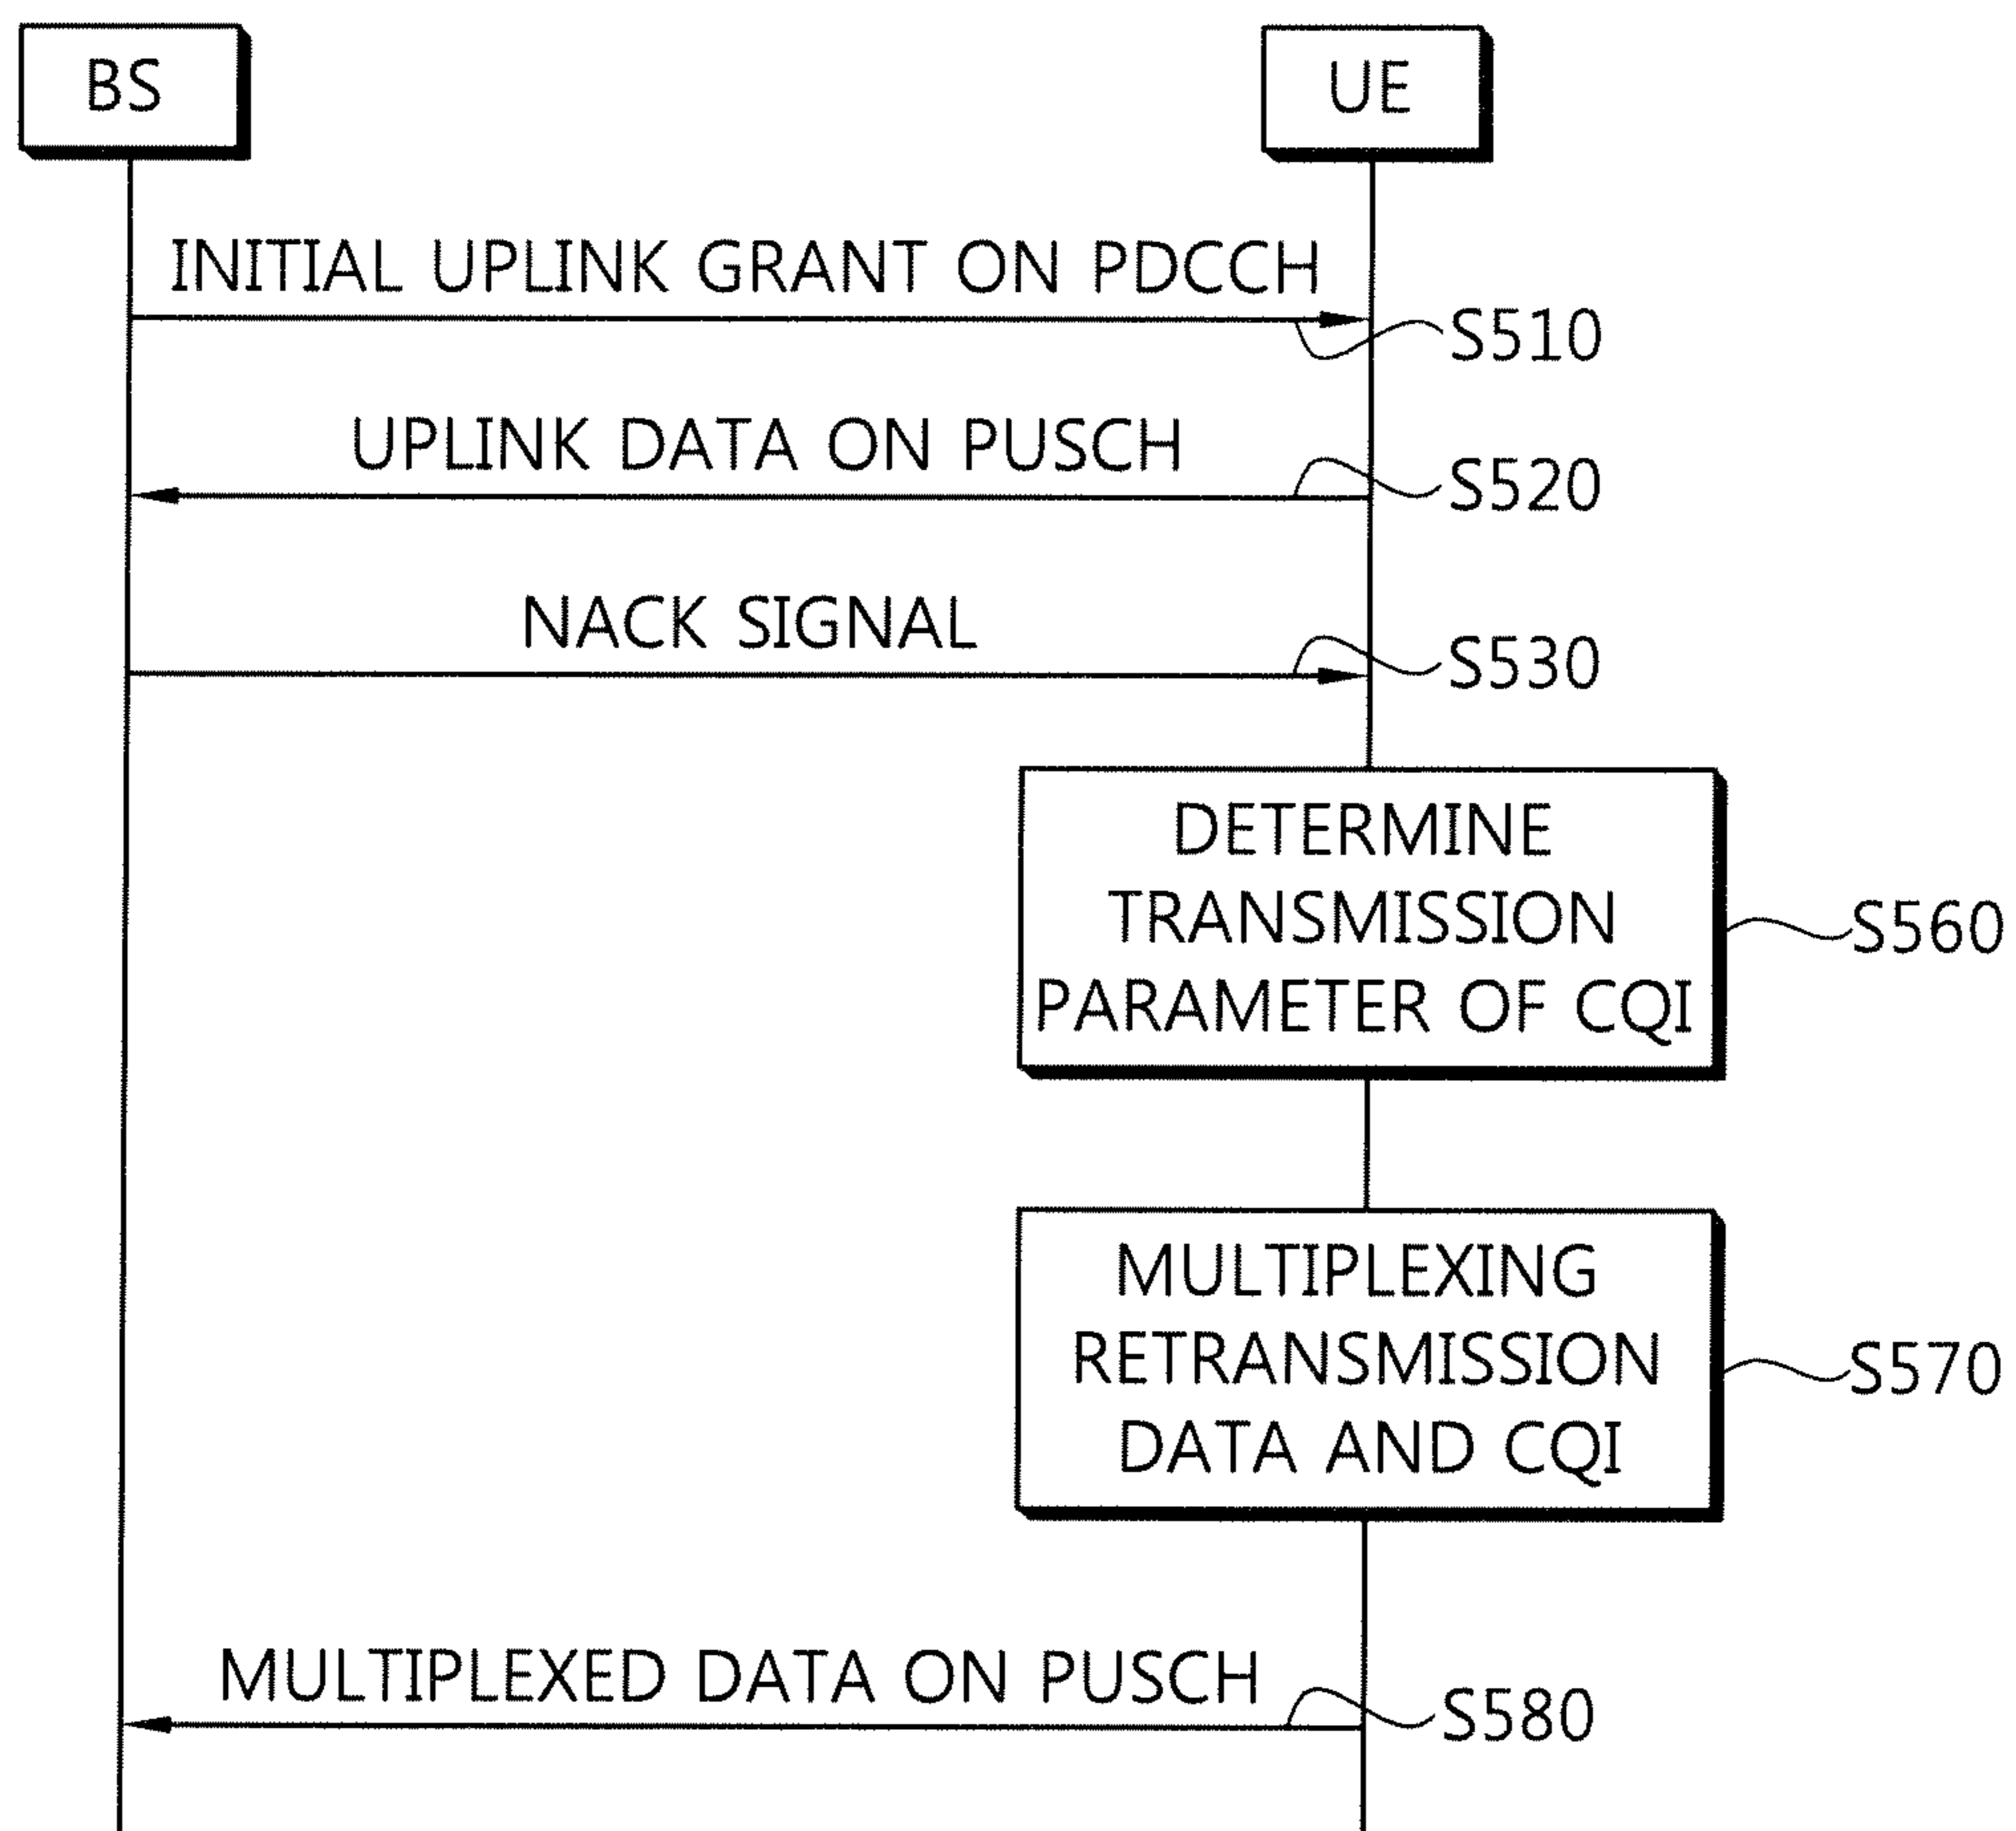 BS
UE
INITIAL UPLINK GRANT ON PDCCH
S510
UPLINK DATA ON PUSCH
S520
NACK SIGNAL
S530
DETERMINE
TRANSMISSION
PARAMETER OF CQI
S560
MULTIPLEXING
RETRANSMISSION
DATA AND CQI
S570
MULTIPLEXED DATA ON PUSCH
S580